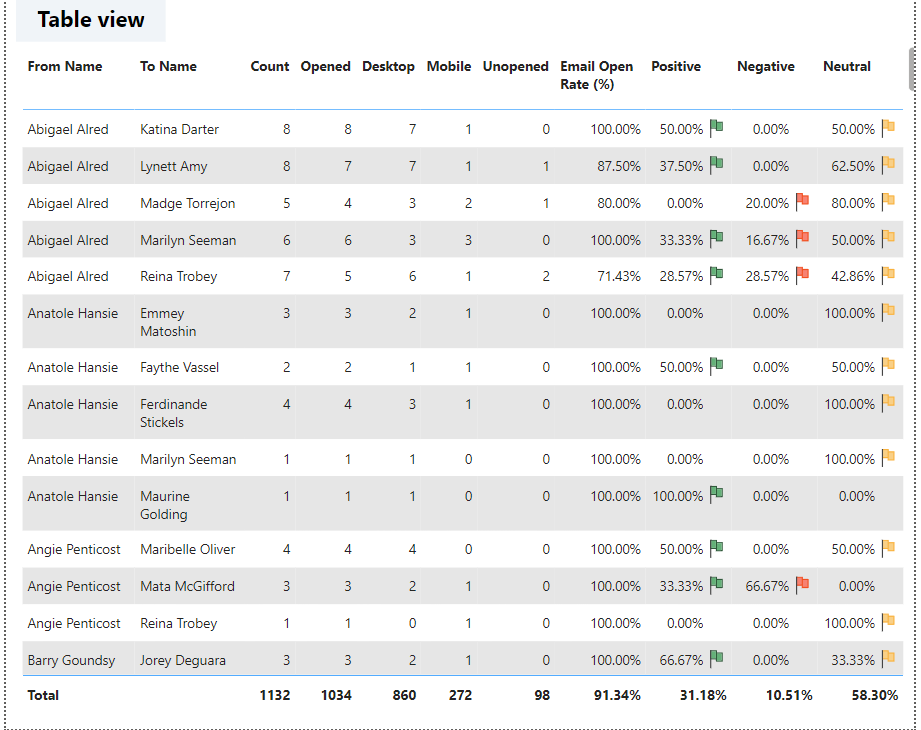 Table view
From Name To Name Count Opened Desktop Mobile Unopened Email Open Rate (%) Positive Negative Neutral
Abigael Alred Katina Darter 8 8 7 1 0 100.00% 50.00% 0.00% 50.00%
Abigael Alred Lynett Amy 8 7 7 1 1 87.50% 37.50% 0.00% 62.50%
Abigael Alred Madge Torrejon 5 4 3 2 1 80.00% 0.00% 20.00% 80.00%
Abigael Alred Marilyn Seeman 6 6 3 3 0 100.00% 33.33% 16.67% 50.00%
Abigael Alred Reina Trobey 7 5 6 1 2 71.43% 28.57% 28.57% 42.86%
Anatole Hansie Emmey Matoshin 3 3 2 1 0 100.00% 0.00% 0.00% 100.00%
Anatole Hansie Faythe Vassel 2 2 1 1 0 100.00% 50.00% 0.00% 50.00%
Anatole Hansie Ferdinande Stickels 4 4 3 1 0 100.00% 0.00% 0.00% 100.00%
Anatole Hansie Marilyn Seeman 1 1 1 0 0 100.00% 0.00% 0.00% 100.00%
Anatole Hansie Maurine Golding 1 1 1 0 0 100.00% 100.00% 0.00% 0.00%
Angie Penticost Maribelle Oliver 4 4 4 0 0 100.00% 50.00% 0.00% 50.00%
Angie Penticost Mata McGifford 3 3 2 1 0 100.00% 33.33% 66.67% 0.00%
Angie Penticost Reina Trobey 1 1 0 1 0 100.00% 0.00% 0.00% 100.00%
Barry Goundsy Jorey Deguara 3 3 2 1 0 100.00% 66.67% 0.00% 33.33%
Total 1132 1034 860 272 98 91.34% 31.18% 10.51% 58.30%